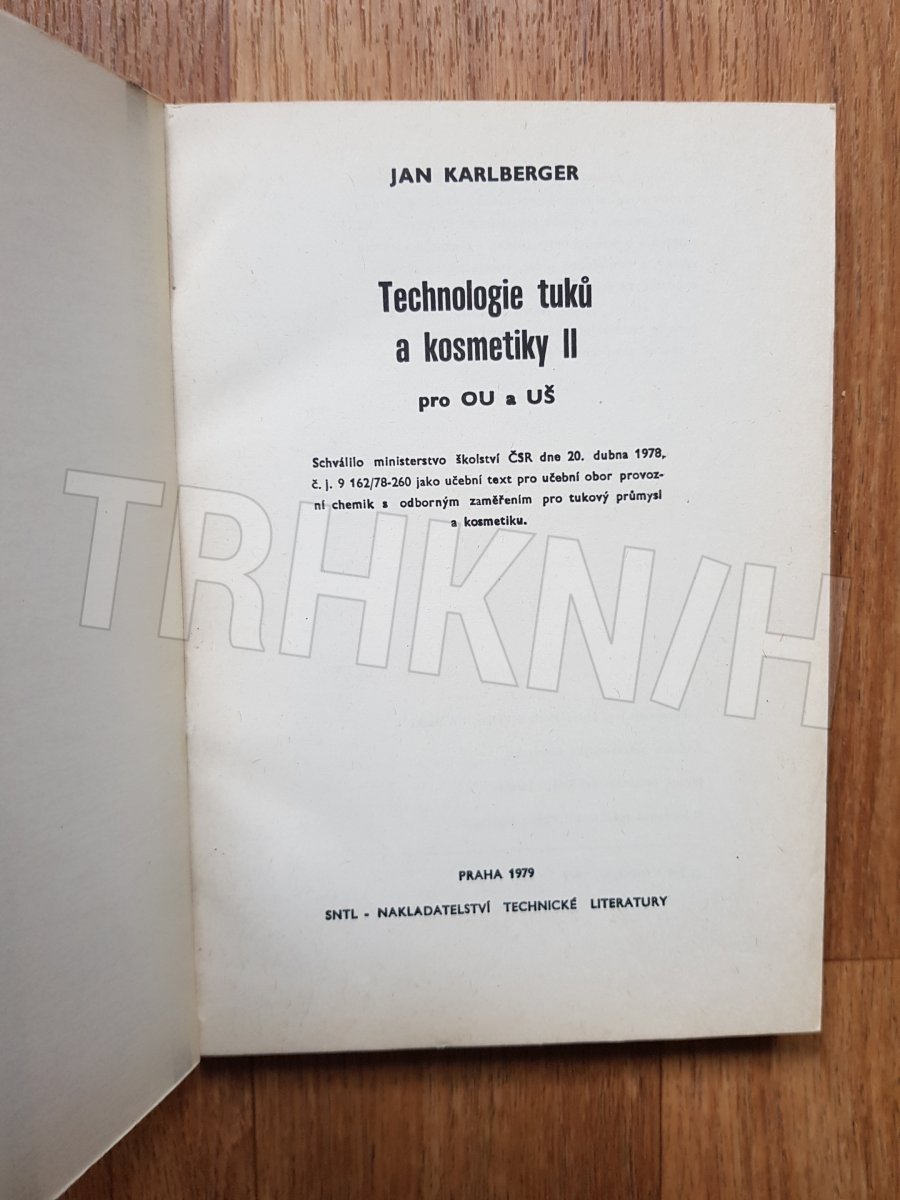 JAN KARLBERGER
Technologie tuků
a kosmetiky II
pro OU a UŠ
Schválilo ministerstvo školství ČSR dne 20. dubna 1978,
č. j. 9 162/78-260 jako učební text pro učební obor provoz-
ní chemik s odborným zaměřením pro tukový průmysl
a kosmetiku.
TRHKN/H
PRAHA 1979
SNTL - NAKLADATELSTVÍ TECHNICKÉ LITERATURY